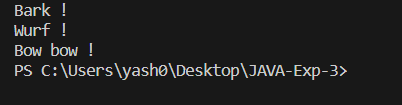 Bark !
Wurf !
Bow bow !
PS C:\Users\yash0\Desktop\JAVA-Exp-3>